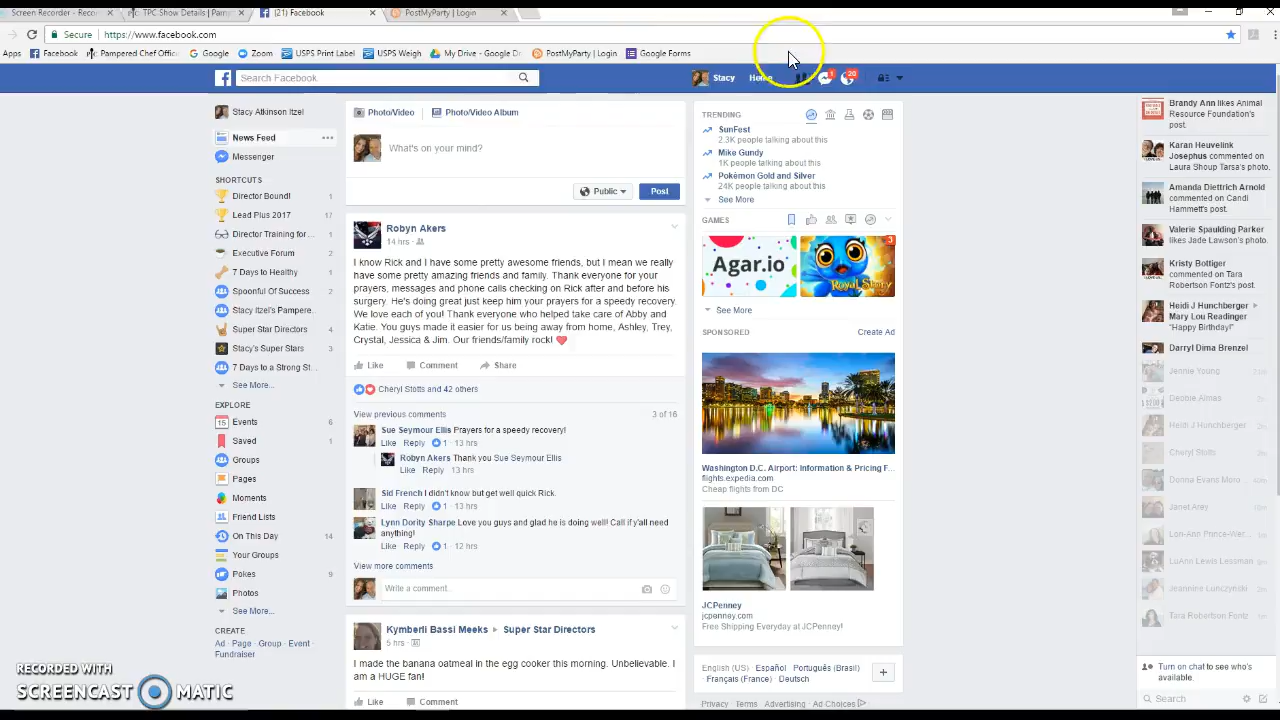 Screen Recorder - Record
TPC Show Details | Pamp
(21) Facebook
PostMyParty | Login
Secure
https://www.facebook.com
Apps
Facebook
Pampered Chef Office
Google
Zoom
USPS Print Label
USPS Weigh
My Drive - Google Dr
PostMyParty | Login
Google Forms
Search Facebook
Stacy
Home
1
20
Stacy Atkinson Itzel
News Feed
Messenger
SHORTCUTS
Director Bound!
Lead Plus 2017 17
Director Training for ...
Executive Forum 2
7 Days to Healthy 1
Spoonful Of Success 2
Stacy Itzel's Pampere..
Super Star Directors 4
Stacy's Super Stars 3
7 Days to a Strong St...
See More...
EXPLORE
15 Events 6
Saved
Groups
Pages
Moments
Friend Lists
On This Day 14
Your Groups
Pokes 9
Photos
See More...
CREATE
Ad · Page · Group · Event ·
Fundraiser
Photo/Video
Photo/Video Album
What's on your mind?
Public
Post
Robyn Akers
14 hrs ·
I know Rick and I have some pretty awesome friends, but I mean we really
have some pretty amazing friends and family. Thank everyone for your
prayers, messages and phone calls checking on Rick after and before his
surgery. He's doing great just keep him your prayers for a speedy recovery.
We love each of you! Thank everyone who helped take care of Abby and
Katie. You guys made it easier for us being away from home, Ashley, Trey,
Crystal, Jessica & Jim. Our friends/family rock! ❤
Like Comment Share
Cheryl Stotts and 42 others
View previous comments 3 of 16
Sue Seymour Ellis Prayers for a speedy recovery!
Like · Reply · 1 · 13 hrs
Robyn Akers Thank you Sue Seymour Ellis
Like · Reply · 13 hrs
Sid French I didn't know but get well quick Rick.
Like · Reply · 1 · 13 hrs
Lynn Dority Sharpe Love you guys and glad he is doing well! Call if y'all need
anything!
Like · Reply · 1 · 12 hrs
View more comments
Write a comment...
Kymberli Bassi Meeks ▸ Super Star Directors
5 hrs ·
I made the banana oatmeal in the egg cooker this morning. Unbelievable. I
am a HUGE fan!
Like Comment
TRENDING
SunFest
2.3K people talking about this
Mike Gundy
1K people talking about this
Pokémon Gold and Silver
24K people talking about this
See More
GAMES
Agar.io
Royal Story
3
See More
SPONSORED Create Ad
Washington D.C. Airport: Information & Pricing F...
flights.expedia.com
Cheap flights from DC
JCPenney
jcpenney.com
Free Shipping Everyday at JCPenney!
English (US) · Español · Português (Brasil) ·
Français (France) · Deutsch
Privacy · Terms · Advertising · Ad Choices
Brandy Ann likes Animal
Resource Foundation's
post.
Karan Heuvelink
Josephus commented on
Laura Shoup Tarsa's photo.
Amanda Diettrich Arnold
commented on Candi
Hammett's post.
Valerie Spaulding Parker
likes Jade Lawson's photo.
Kristy Bottiger
commented on Tara
Robertson Fontz's post.
Heidi J Hunchberger ▸
Mary Lou Readinger
"Happy Birthday!"
Darryl Dima Brenzel
Jennie Young
Debbie Almas
Heith J Hunchberger
Cheryl Stotts
Donna Evans Moxo...
Janet Arey
Lori-Ann Prince-Wer...
LuAnn Lewis Lessman
Jeannine Lunczynski
Tara Robertson Fontz
Turn on chat to see who's
available.
Search
RECORDED WITH
SCREENCAST MATIC